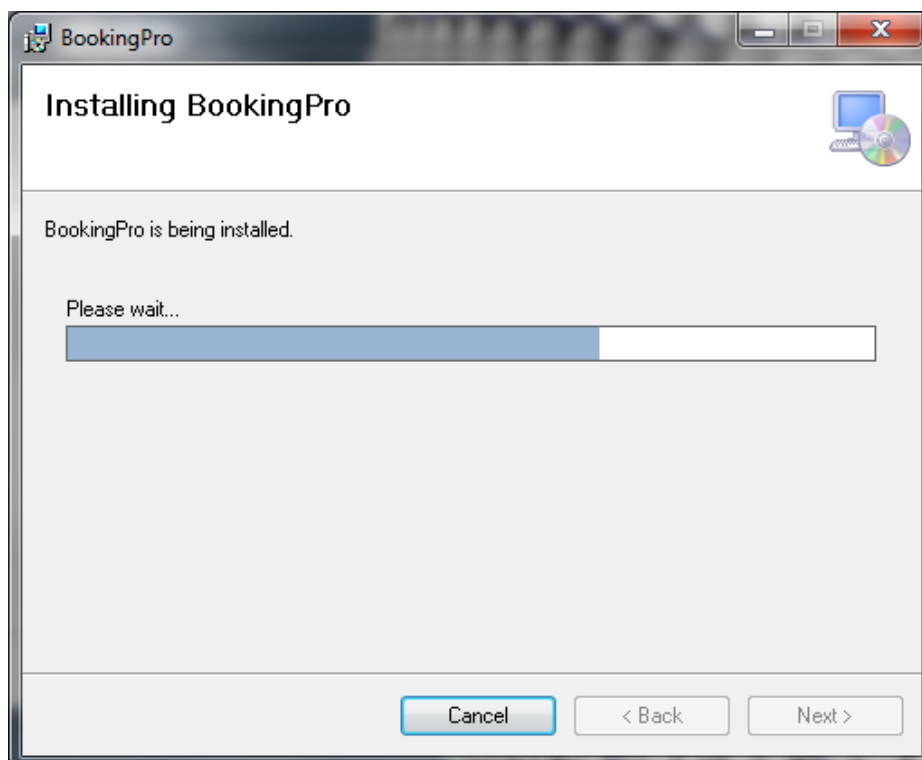 BookingPro
Installing BookingPro
BookingPro is being installed.
Please wait...
Cancel
< Back
Next >